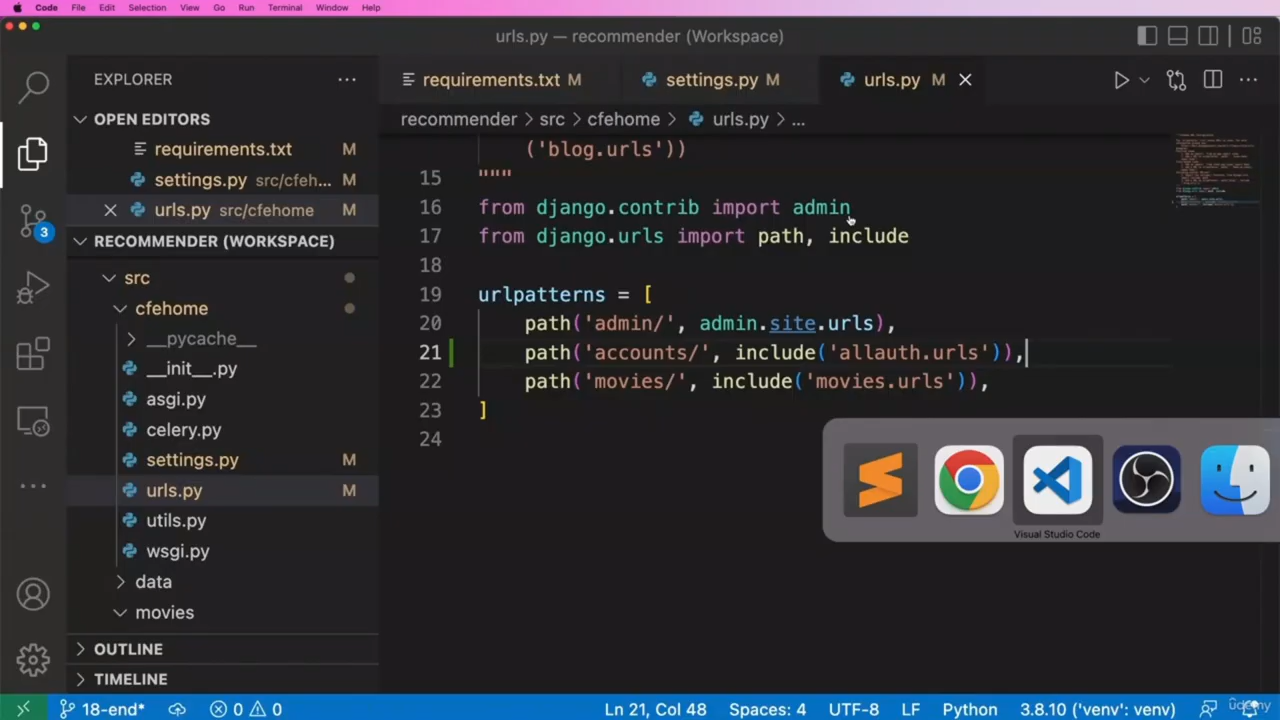 Code File Edit Selection View Go Run Terminal Window Help
urls.py — recommender (Workspace)
EXPLORER
requirements.txt M
settings.py M
urls.py M
OPEN EDITORS
requirements.txt M
settings.py src/cfeh... M
urls.py src/cfehome M
RECOMMENDER (WORKSPACE)
3
src
cfehome
__pycache__
__init__.py
asgi.py
celery.py
settings.py M
urls.py M
utils.py
wsgi.py
data
movies
OUTLINE
TIMELINE
recommender > src > cfehome > urls.py > ...
('blog.urls'))
15 """
16 from django.contrib import admin
17 from django.urls import path, include
18
19 urlpatterns = [
20 path('admin/', admin.site.urls),
21 path('accounts/', include('allauth.urls')),
22 path('movies/', include('movies.urls')),
23 ]
24
Visual Studio Code
18-end* 0 0 Ln 21, Col 48 Spaces: 4 UTF-8 LF Python 3.8.10 ('venv': venv)
udemy